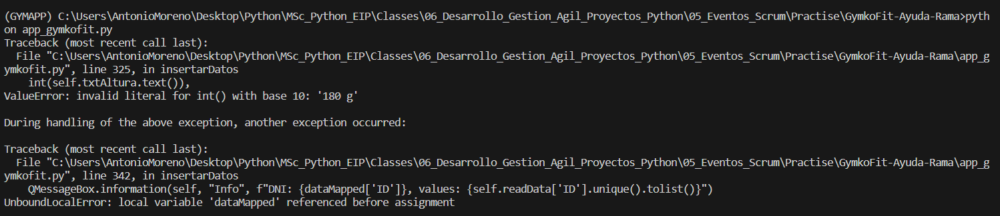 (GYMAPP) C:\Users\AntonioMoreno\Desktop\Python\MSc_Python_EIP\Classes\06_Desarrollo_Gestion_Agil_Proyectos_Python\05_Eventos_Scrum\Practise\GymkoFit-Ayuda-Rama>pyth
on app_gymkofit.py
Traceback (most recent call last):
  File "C:\Users\AntonioMoreno\Desktop\Python\MSc_Python_EIP\Classes\06_Desarrollo_Gestion_Agil_Proyectos_Python\05_Eventos_Scrum\Practise\GymkoFit-Ayuda-Rama\app_g
ymkofit.py", line 325, in insertarDatos
    int(self.txtAltura.text()),
ValueError: invalid literal for int() with base 10: '180 g'

During handling of the above exception, another exception occurred:

Traceback (most recent call last):
  File "C:\Users\AntonioMoreno\Desktop\Python\MSc_Python_EIP\Classes\06_Desarrollo_Gestion_Agil_Proyectos_Python\05_Eventos_Scrum\Practise\GymkoFit-Ayuda-Rama\app_g
ymkofit.py", line 342, in insertarDatos
    QMessageBox.information(self, "Info", f"DNI: {dataMapped['ID']}, values: {self.readData['ID'].unique().tolist()}")
UnboundLocalError: local variable 'dataMapped' referenced before assignment